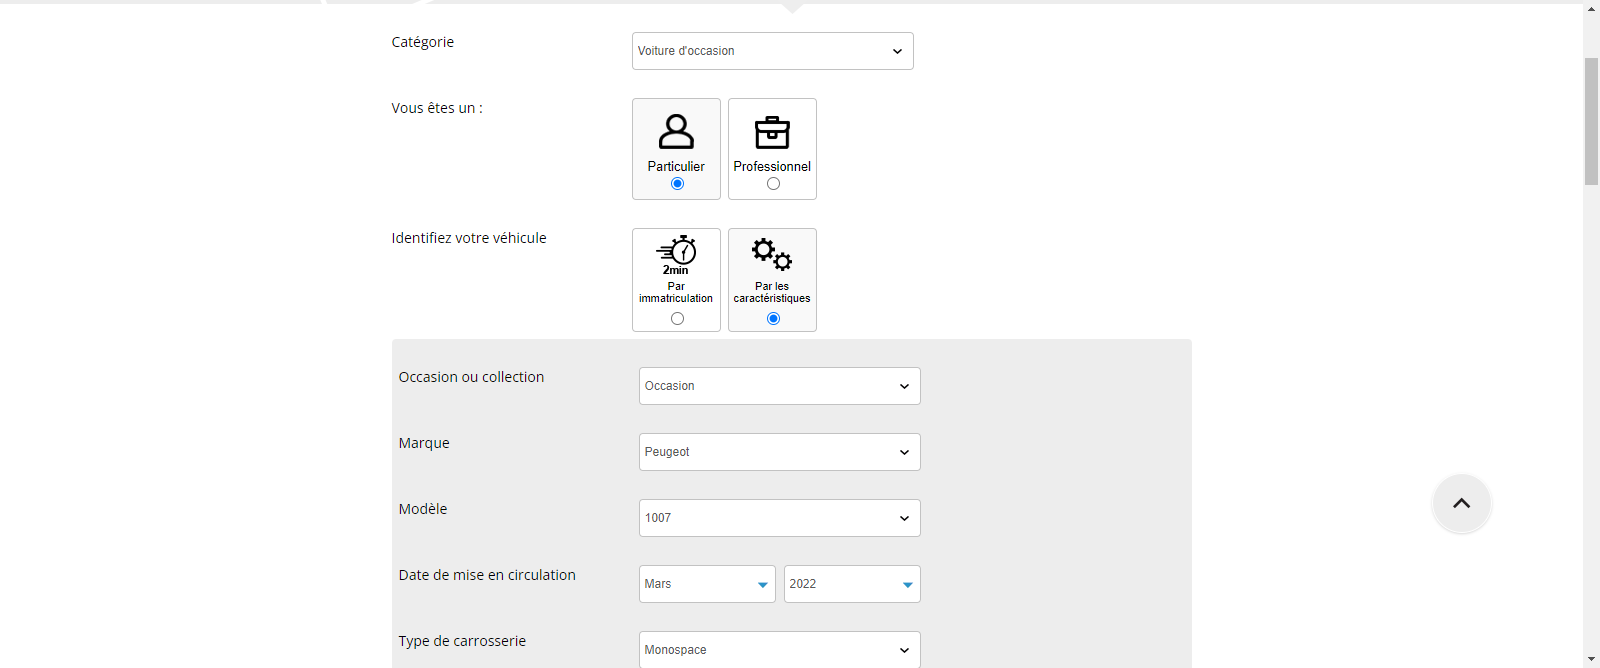 Catégorie
Voiture d'occasion
Vous êtes un :
Particulier
Professionnel
Identifiez votre véhicule
2min
Par
immatriculation
Par les
caractéristiques
Occasion ou collection
Occasion
Marque
Peugeot
Modèle
1007
Date de mise en circulation
Mars
2022
Type de carrosserie
Monospace